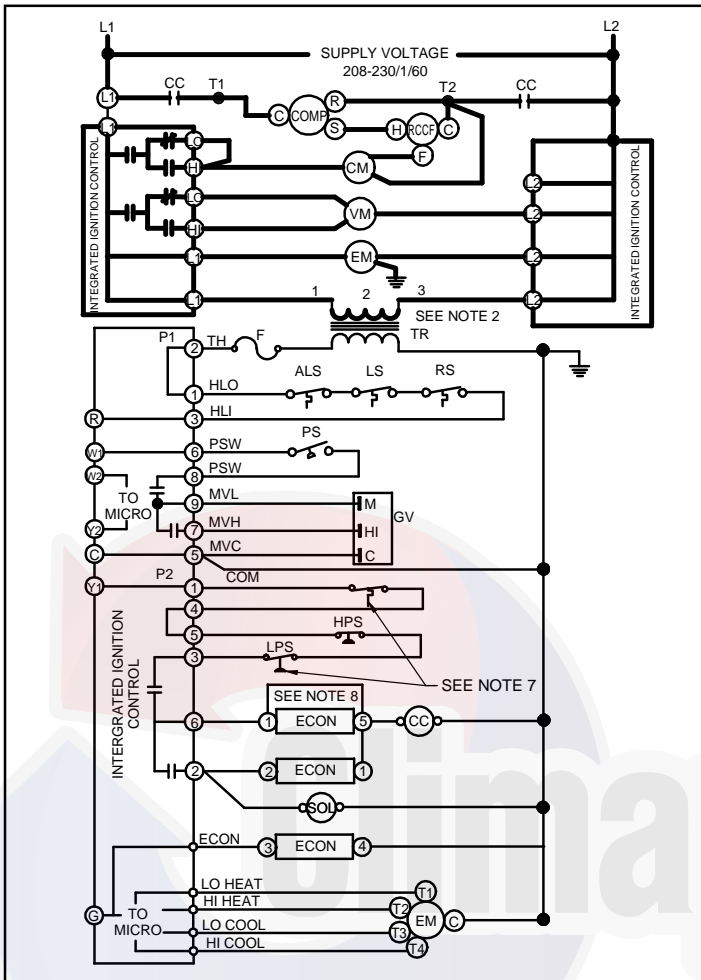 L1 L2
SUPPLY VOLTAGE
208-230/1/60
CC T1 T2 CC
L1 C COMP R
S H RCCF C
F
L1
INTEGRATED IGNITION CONTROL
LO
HI CM
L2
LO
HI VM L2
L1 EM L2
L1 1 2 3 L2
INTEGRATED IGNITION CONTROL
SEE NOTE 2
TR
P1 2 TH F
ALS LS RS
1 HLO
R 3 HLI
W1 6 PSW PS
W2 8 PSW
TO
MICRO
9 MVL M
GV
Y2 7 MVH HI
C 5 MVC C
COM
Y1 P2 1
4
5 HPS
3 LPS
SEE NOTE 7
INTERGRATED IGNITION
CONTROL
SEE NOTE 8
6 1 ECON 5 CC
2 2 ECON 1
SOL
ECON 3 ECON 4
LO HEAT T1
HI HEAT T2
G TO
MICRO
EM C
LO COOL T3
HI COOL T4